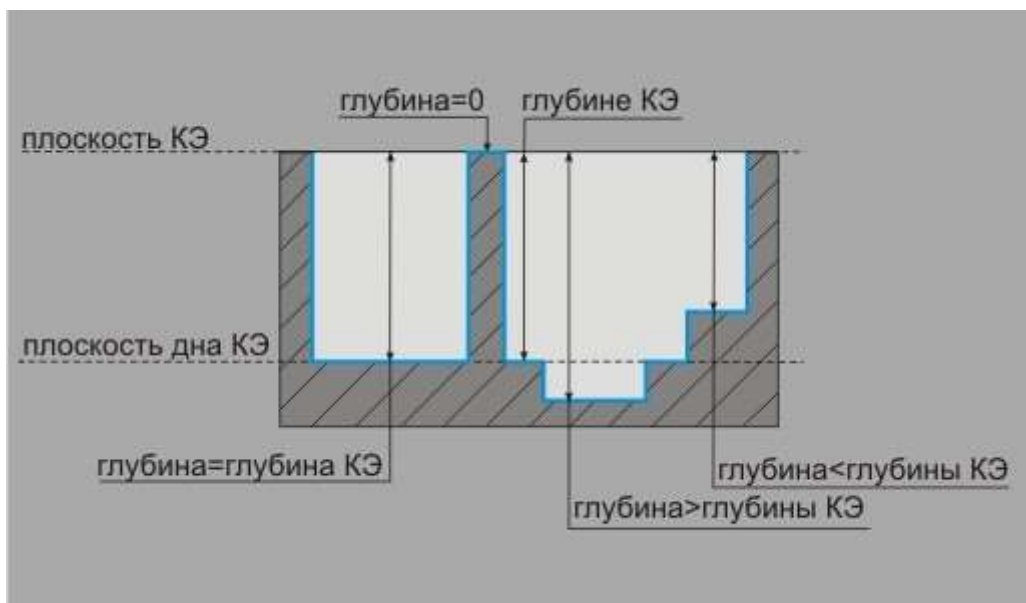 глубина=0
глубине КЭ
плоскость КЭ
плоскость дна КЭ
глубина=глубина КЭ
глубина<глубины КЭ
глубина>глубины КЭ